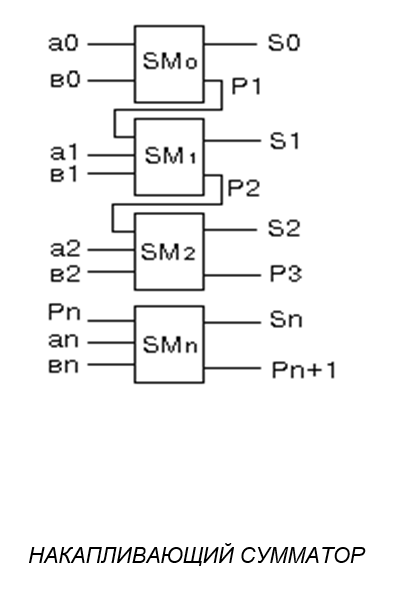 a0 SM0 S0
в0 P1
a1 SM1 S1
в1 P2
a2 SM2 S2
в2 P3
Pn SMn Sn
an
вn Pn+1
НАКАПЛИВАЮЩИЙ СУММАТОР